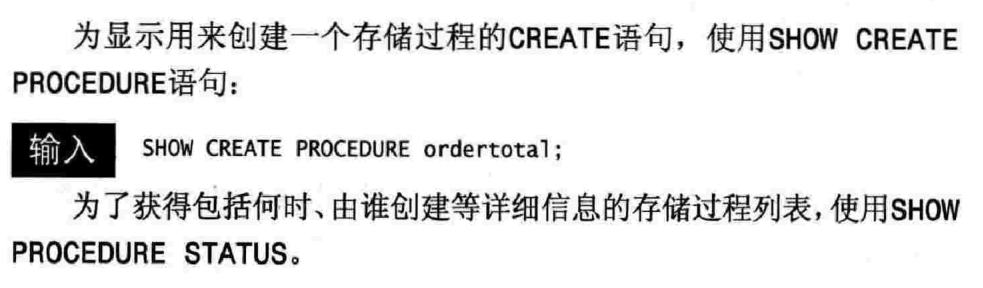 为显示用来创建一个存储过程的CREATE语句，使用SHOW CREATE
PROCEDURE语句：
输入 SHOW CREATE PROCEDURE ordertotal;
为了获得包括何时、由谁创建等详细信息的存储过程列表，使用SHOW
PROCEDURE STATUS。